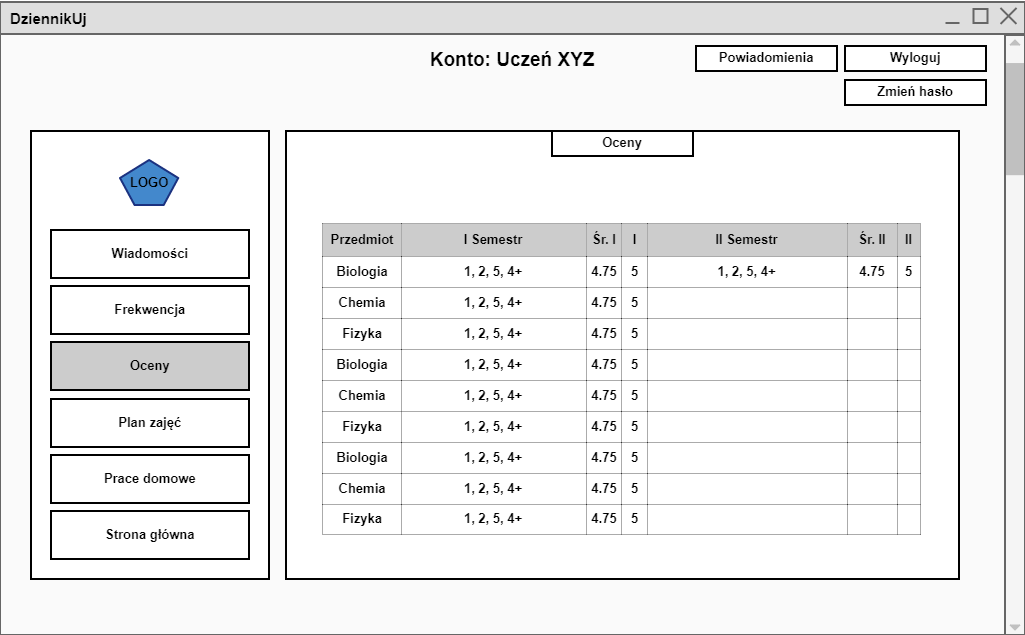 DziennikUj
Konto: Uczeń XYZ
Powiadomienia
Wyloguj
Zmień hasło
LOGO
Wiadomości
Frekwencja
Oceny
Plan zajęć
Prace domowe
Strona główna
Oceny
Przedmiot I Semestr Śr. I I II Semestr Śr. II II
Biologia 1, 2, 5, 4+ 4.75 5 1, 2, 5, 4+ 4.75 5
Chemia 1, 2, 5, 4+ 4.75 5
Fizyka 1, 2, 5, 4+ 4.75 5
Biologia 1, 2, 5, 4+ 4.75 5
Chemia 1, 2, 5, 4+ 4.75 5
Fizyka 1, 2, 5, 4+ 4.75 5
Biologia 1, 2, 5, 4+ 4.75 5
Chemia 1, 2, 5, 4+ 4.75 5
Fizyka 1, 2, 5, 4+ 4.75 5